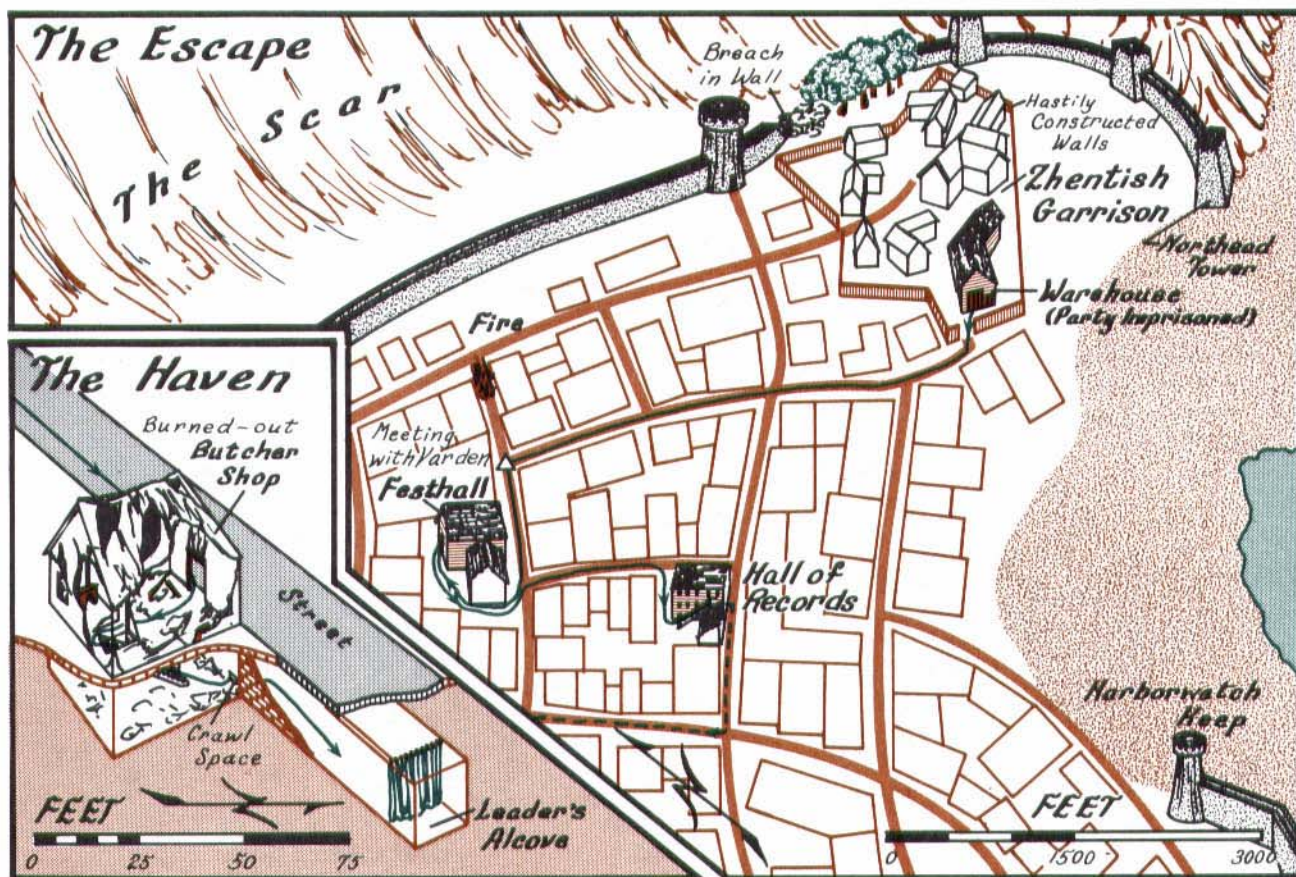 The Escape
The Scar
Breach
in Wall
Hastily
Constructed
Walls
Zhentish
Garrison
Northead
Tower
Warehouse
(Party Imprisoned)
Fire
Meeting
with Varden
Festhall
Hall of
Records
Harborwatch
Keep
FEET
0 1500 3000
The Haven
Burned-out
Butcher
Shop
Street
Crawl
Space
Leader's
Alcove
FEET
0 25 50 75